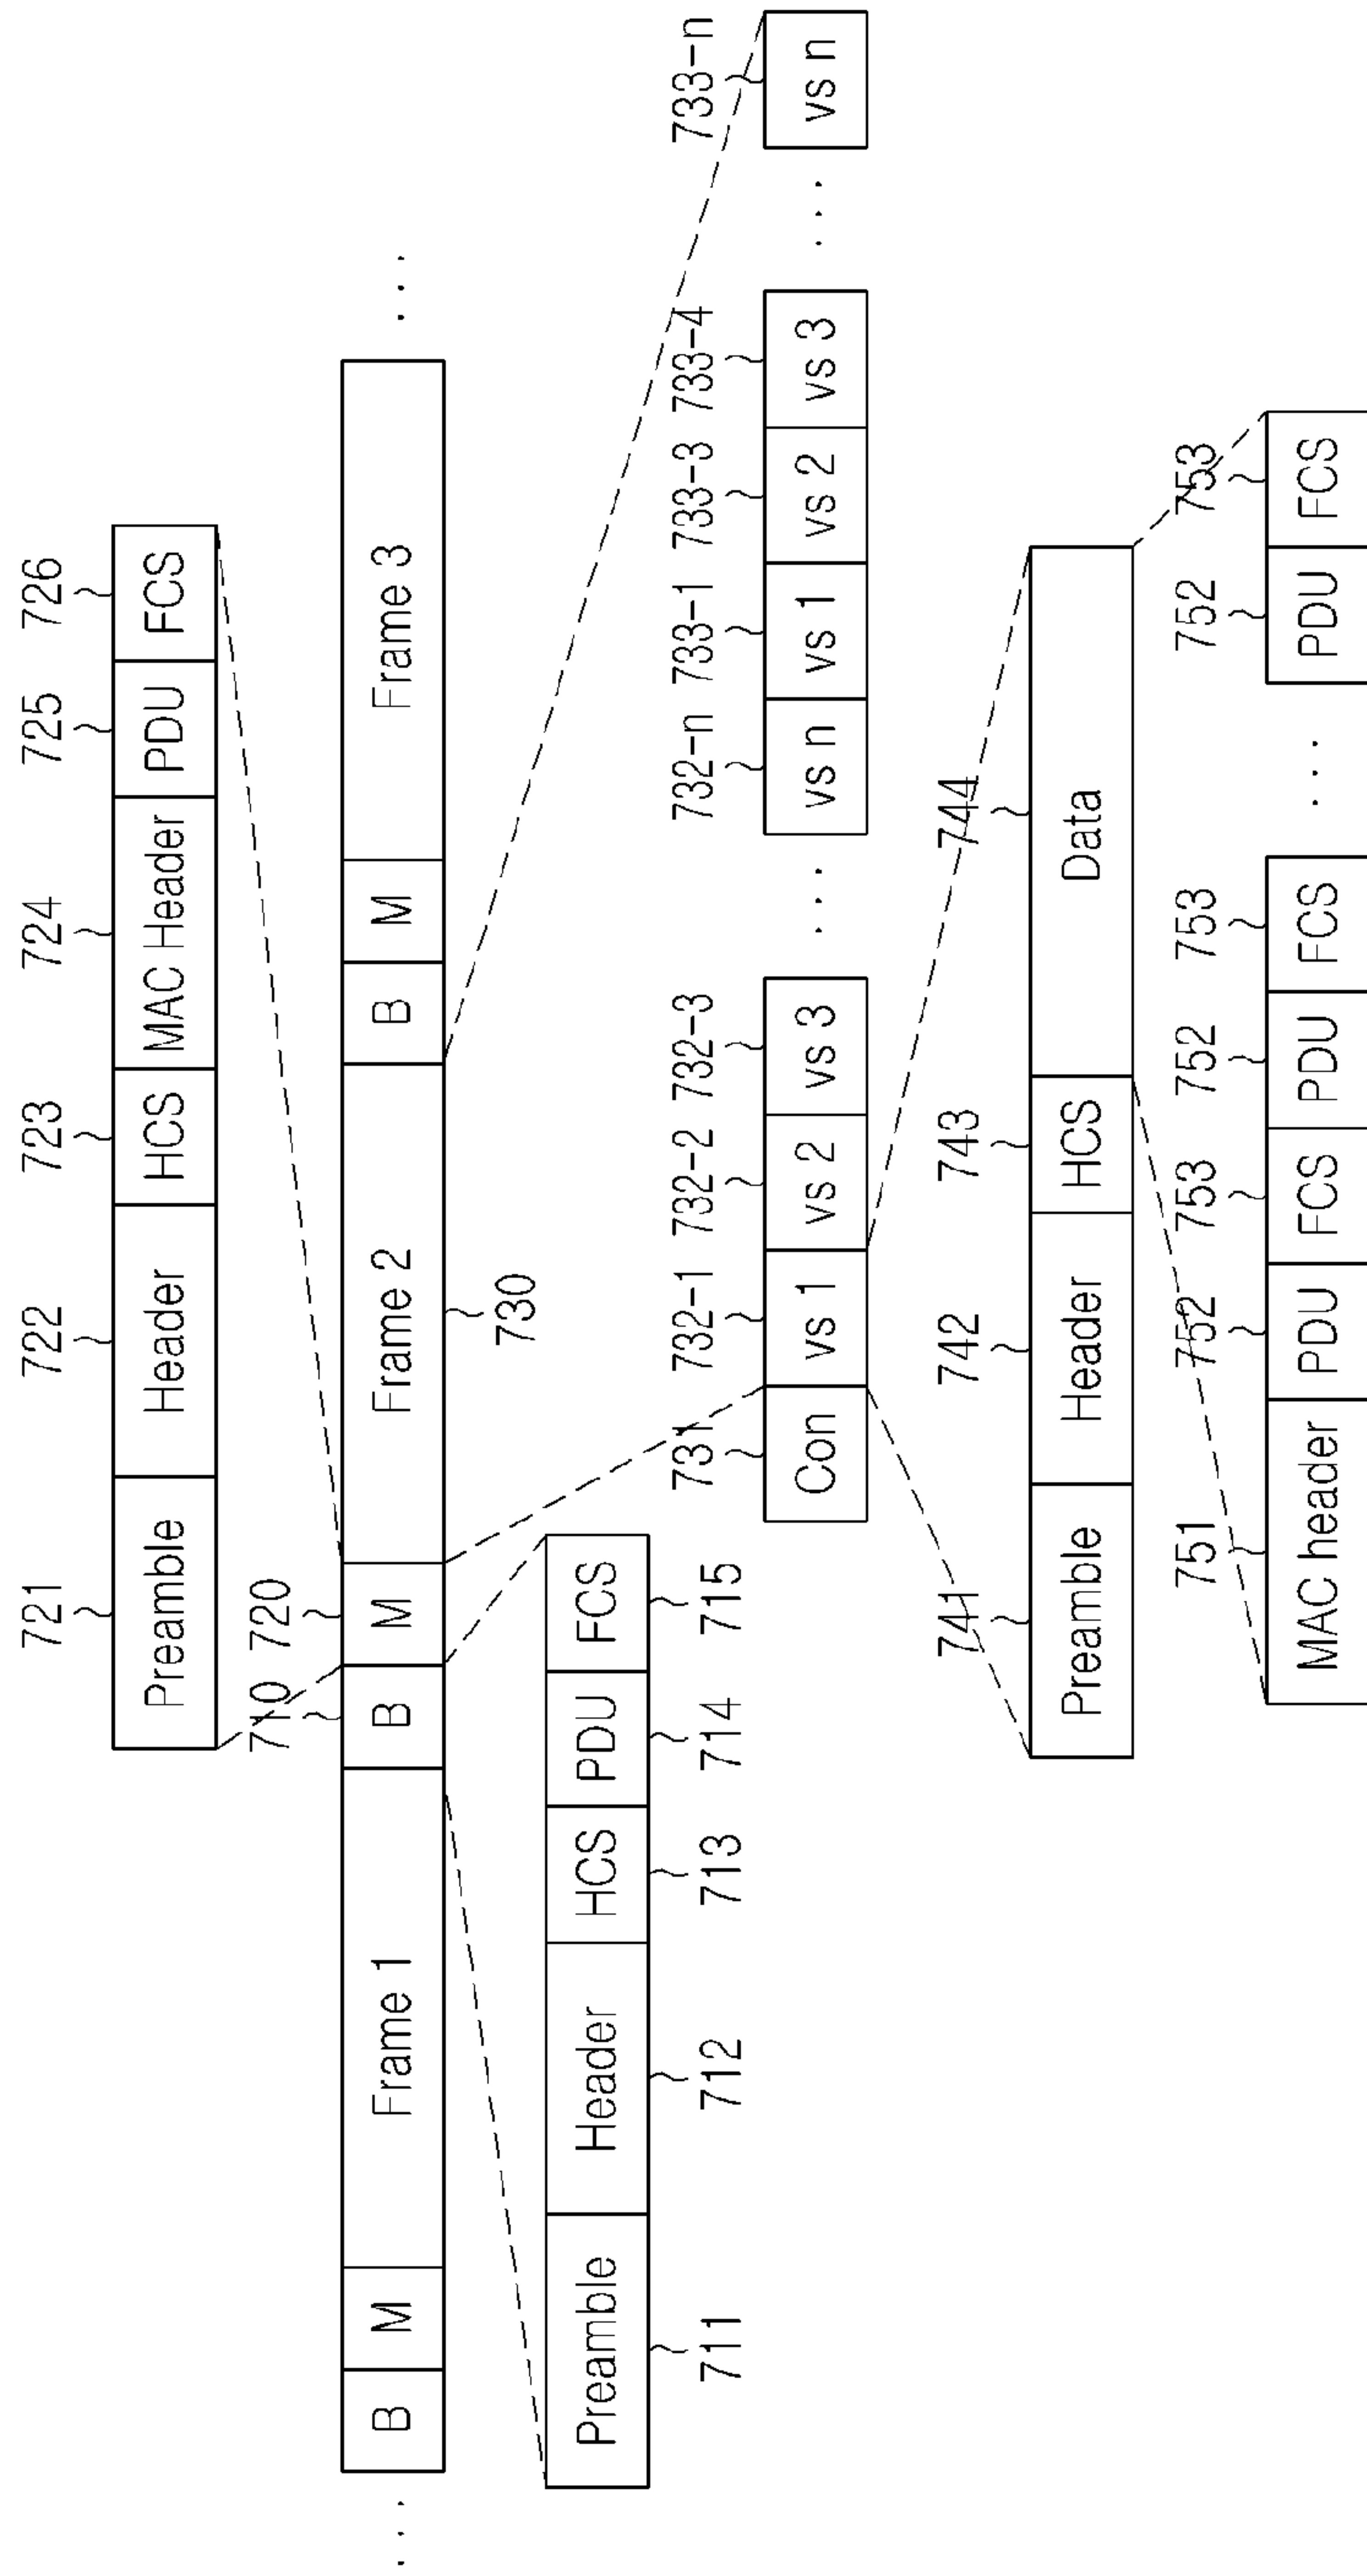 721 722 723 724 725 726
Preamble Header HCS MAC Header PDU FCS
710 720
... B M Frame 1 B M Frame 2 B M Frame 3 ...
730
Preamble Header HCS PDU FCS
711 712 713 714 715
731 732-1 732-2 732-3 732-n 733-1 733-3 733-4 733-n
Con vs 1 vs 2 vs 3 ... vs n vs 1 vs 2 vs 3 ... vs n
741 742 743 744
Preamble Header HCS Data
751 752 753 752 753 752 753
MAC header PDU FCS PDU FCS ... PDU FCS